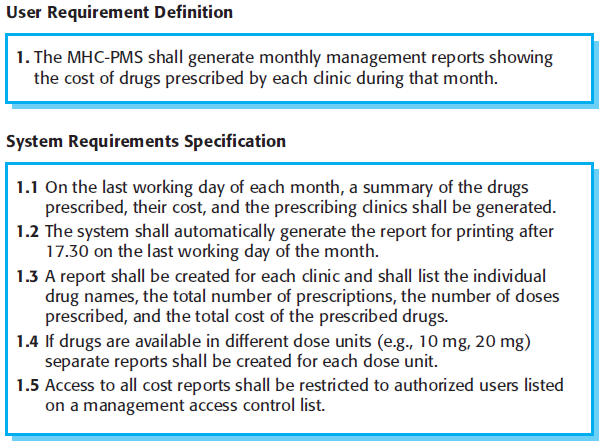 User Requirement Definition
1. The MHC-PMS shall generate monthly management reports showing
the cost of drugs prescribed by each clinic during that month.
System Requirements Specification
1.1 On the last working day of each month, a summary of the drugs
prescribed, their cost, and the prescribing clinics shall be generated.
1.2 The system shall automatically generate the report for printing after
17.30 on the last working day of the month.
1.3 A report shall be created for each clinic and shall list the individual
drug names, the total number of prescriptions, the number of doses
prescribed, and the total cost of the prescribed drugs.
1.4 If drugs are available in different dose units (e.g., 10 mg, 20 mg)
separate reports shall be created for each dose unit.
1.5 Access to all cost reports shall be restricted to authorized users listed
on a management access control list.